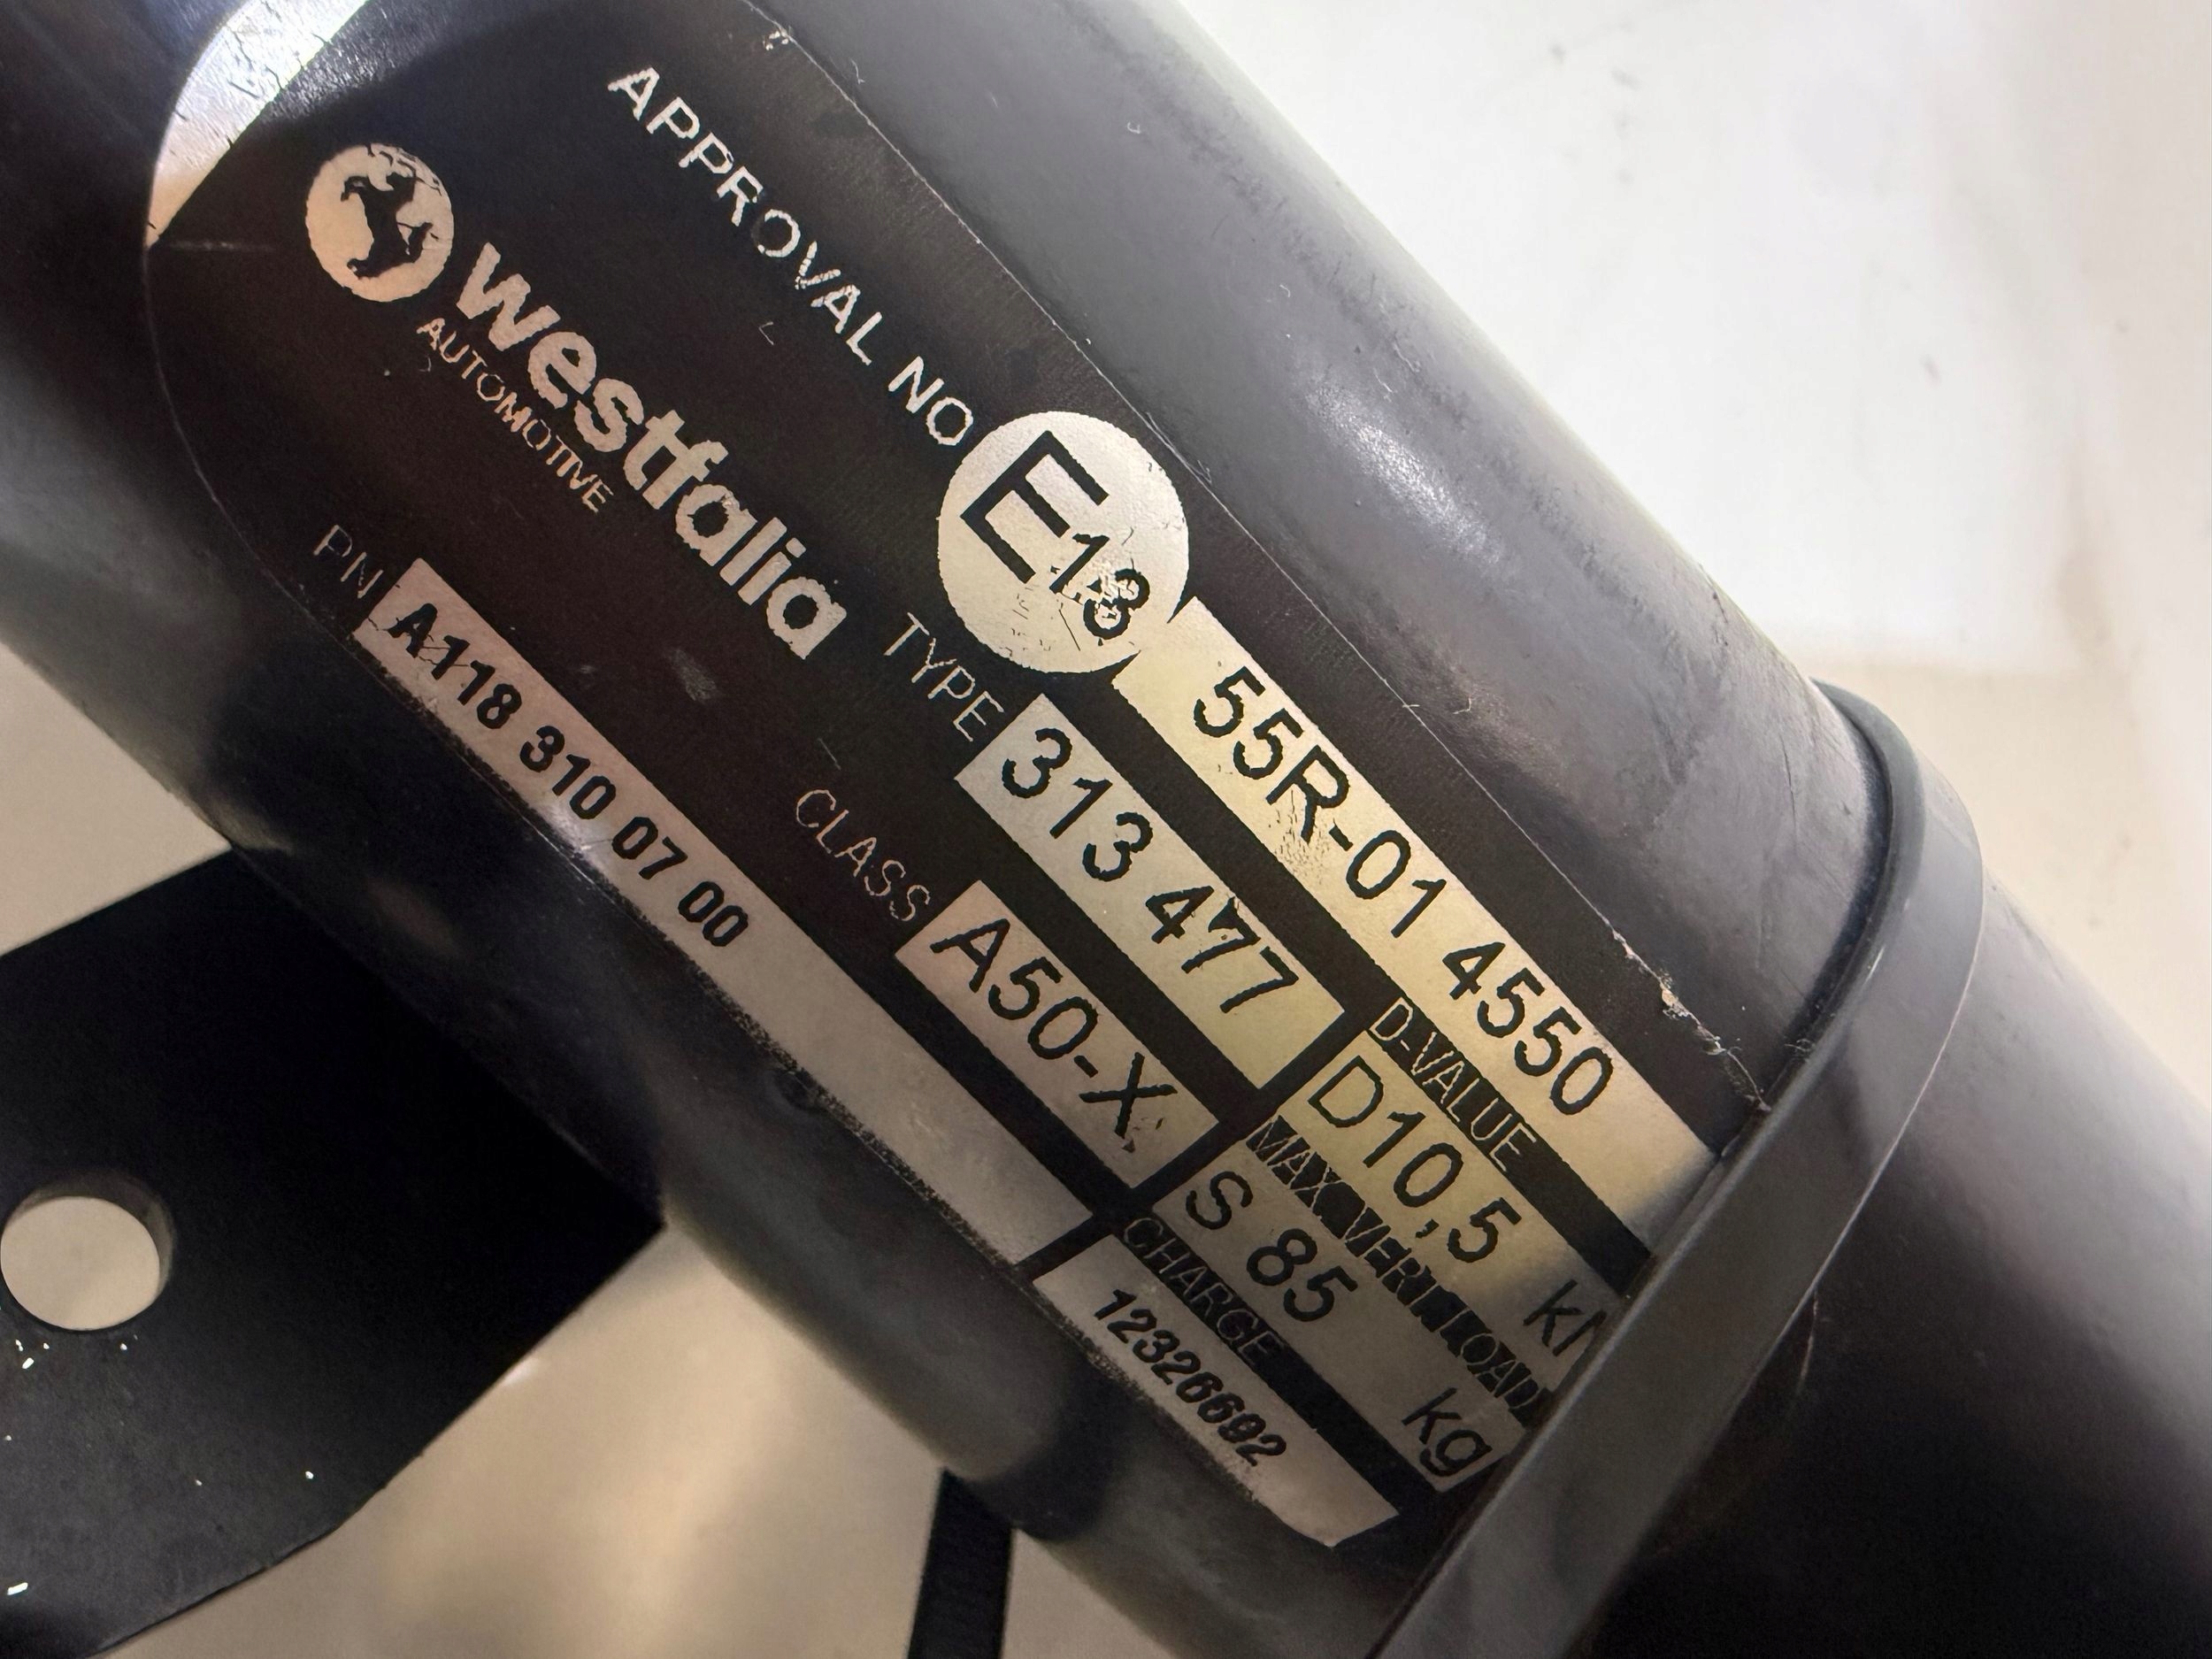 westfalia
AUTOMOTIVE
APPROVAL NO E13 55R-01 4550
TYPE 313 477
D-VALUE
D10,5 kN
CLASS A50-X
MAX. VERT. LOAD
S 85 kg
PN A118 310 07 00
CHARGE
12326692